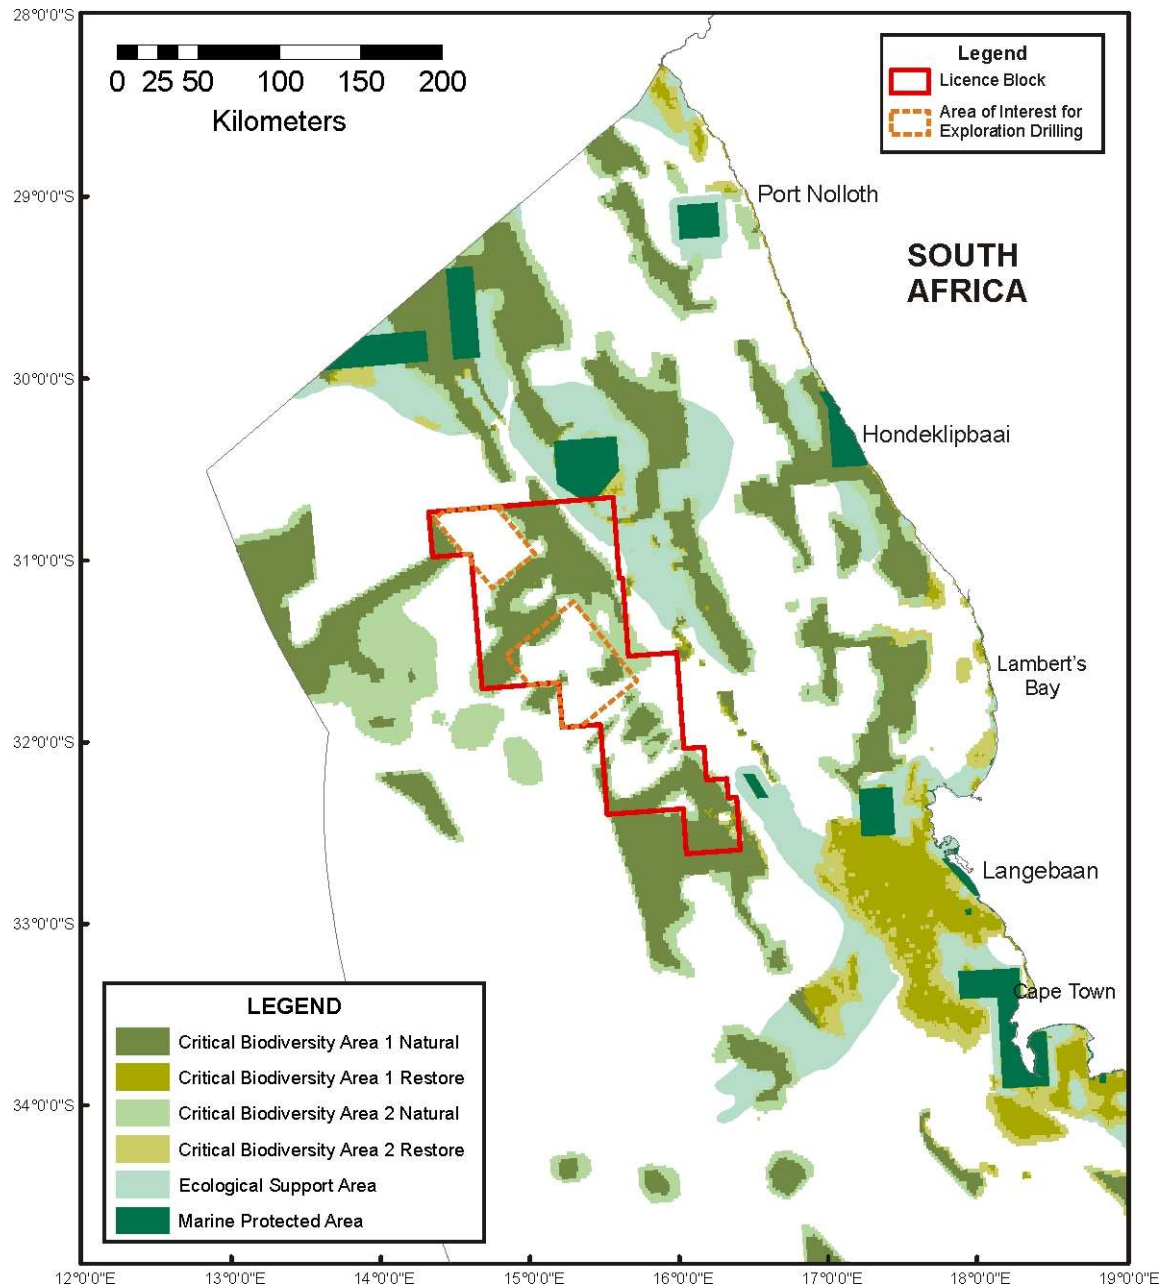 28°0'0"S
0 25 50 100 150 200
Kilometers
Legend
Licence Block
Area of Interest for
Exploration Drilling
29°0'0"S
Port Nolloth
SOUTH
AFRICA
30°0'0"S
Hondeklipbaai
31°0'0"S
Lambert's
Bay
32°0'0"S
Langebaan
33°0'0"S
Cape Town
LEGEND
Critical Biodiversity Area 1 Natural
Critical Biodiversity Area 1 Restore
Critical Biodiversity Area 2 Natural
Critical Biodiversity Area 2 Restore
Ecological Support Area
Marine Protected Area
34°0'0"S
12°0'0"E 13°0'0"E 14°0'0"E 15°0'0"E 16°0'0"E 17°0'0"E 18°0'0"E 19°0'0"E